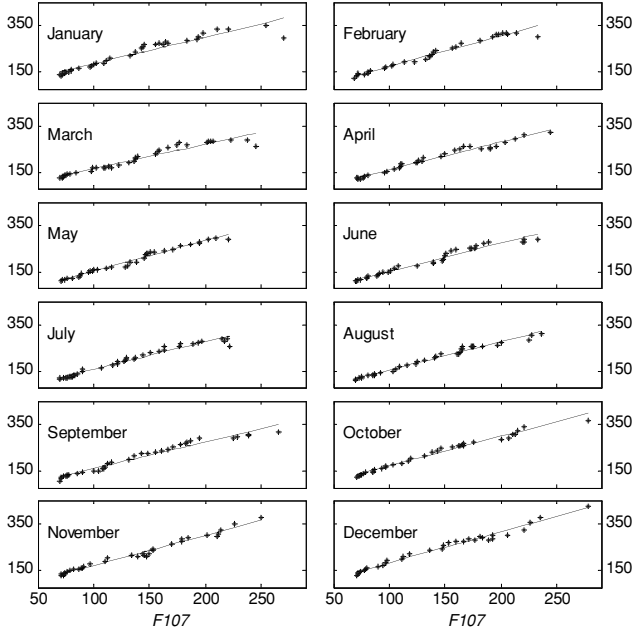 350 January February 350
150 150
350 March April 350
150 150
350 May June 350
150 150
350 July August 350
150 150
350 September October 350
150 150
350 November December 350
150 150
50 100 150 200 250 50 100 150 200 250
F107 F107